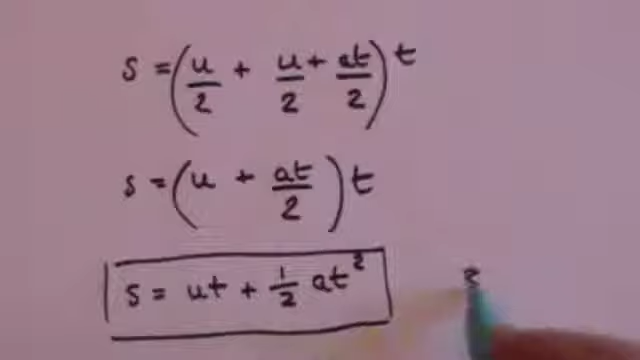 s = (u/2 + u/2 + at/2) t
s = (u + at/2) t
s = ut + 1/2 at²